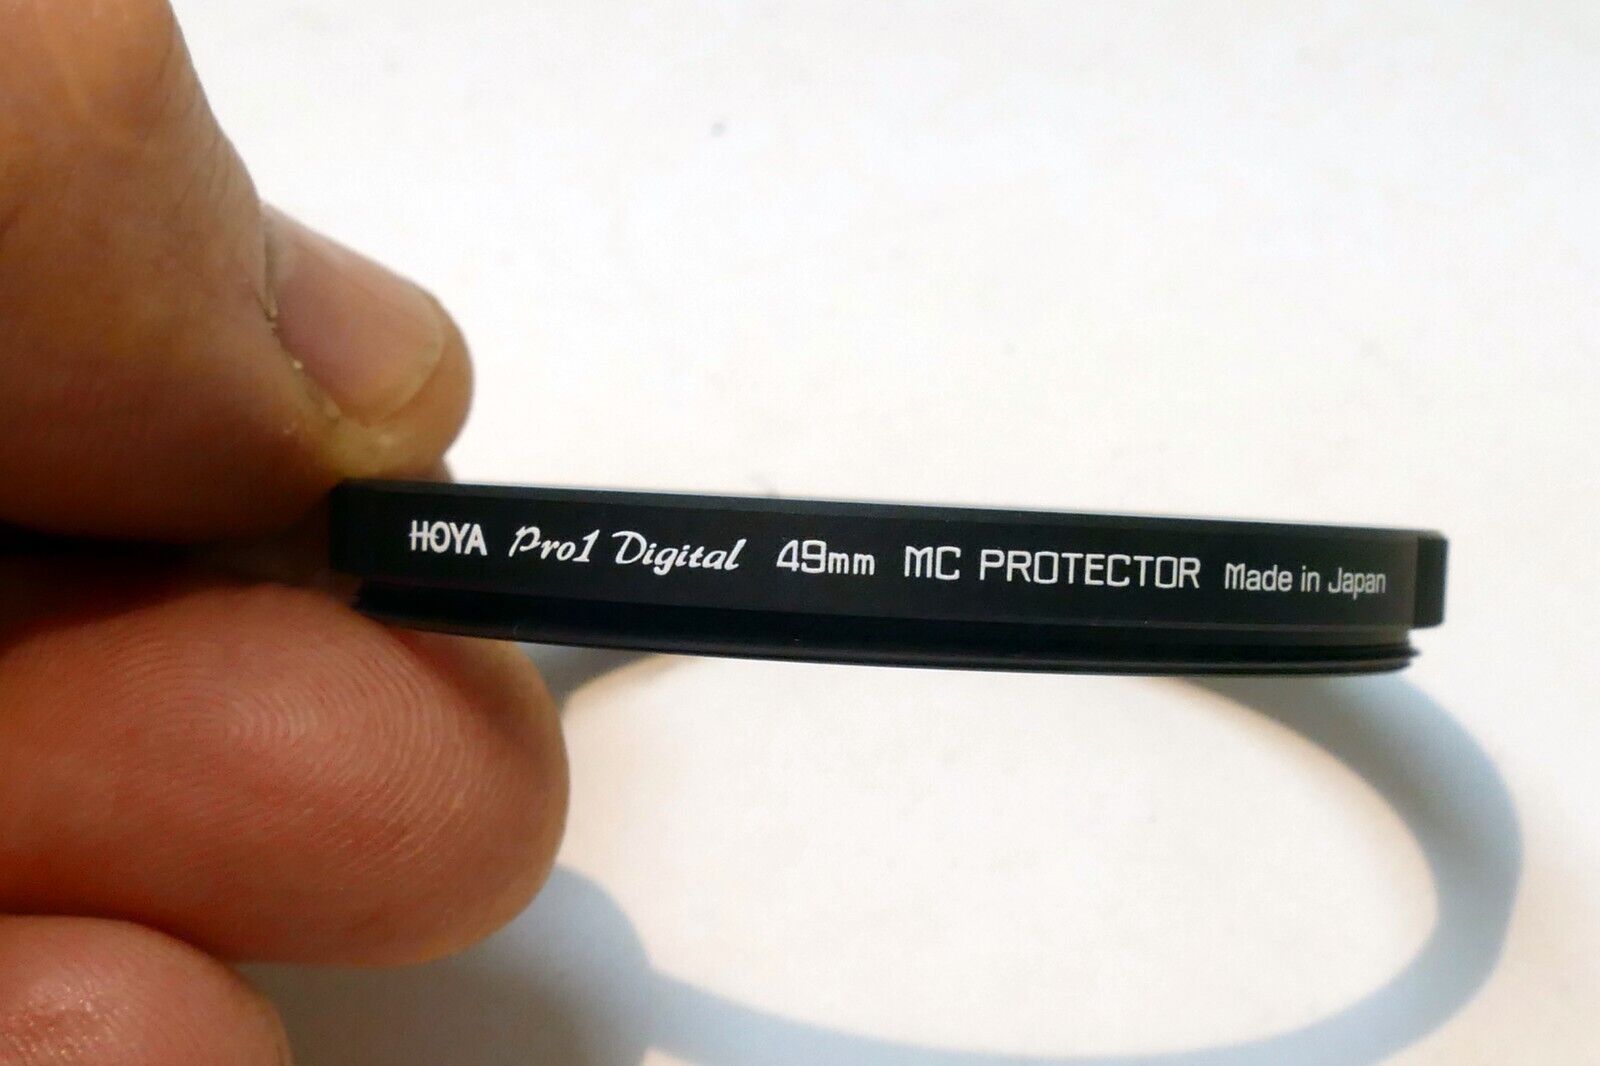 HOYA Pro1 Digital 49mm MC PROTECTOR Made in Japan